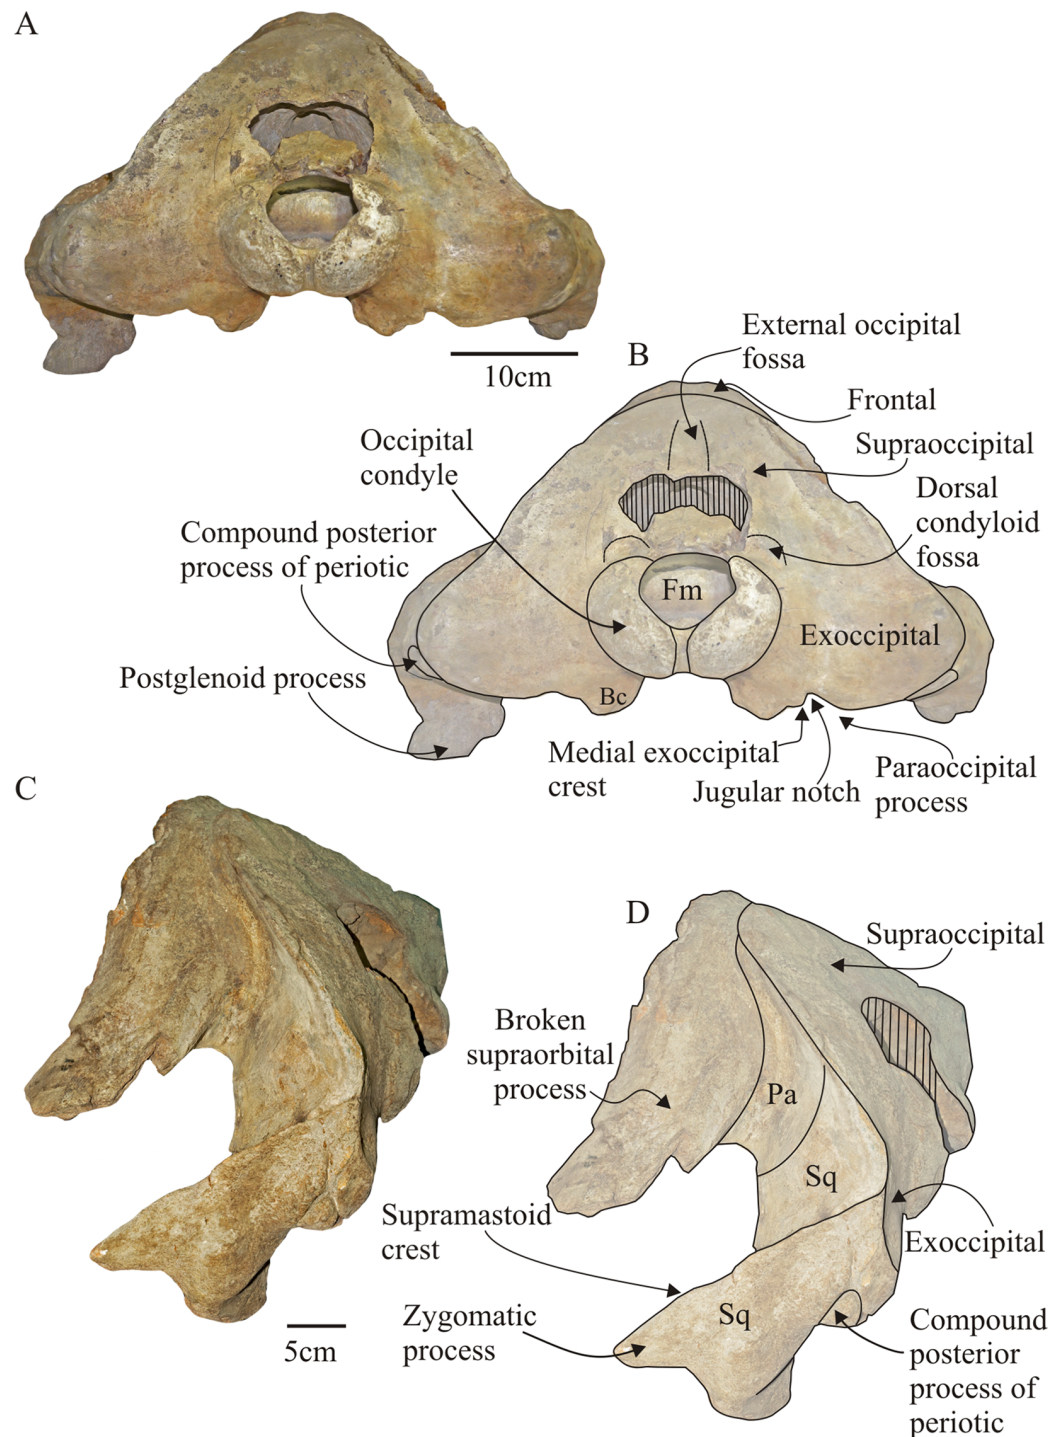 A
10cm
B
External occipital
fossa
Frontal
Occipital
condyle
Supraoccipital
Dorsal
condyloid
fossa
Compound posterior
process of periotic
Fm
Exoccipital
Postglenoid process
Bc
Medial exoccipital
crest
Jugular notch
Paraoccipital
process
C
5cm
D
Supraoccipital
Broken
supraorbital
process
Pa
Sq
Supramastoid
crest
Exoccipital
Zygomatic
process
Sq
Compound
posterior
process of
periotic